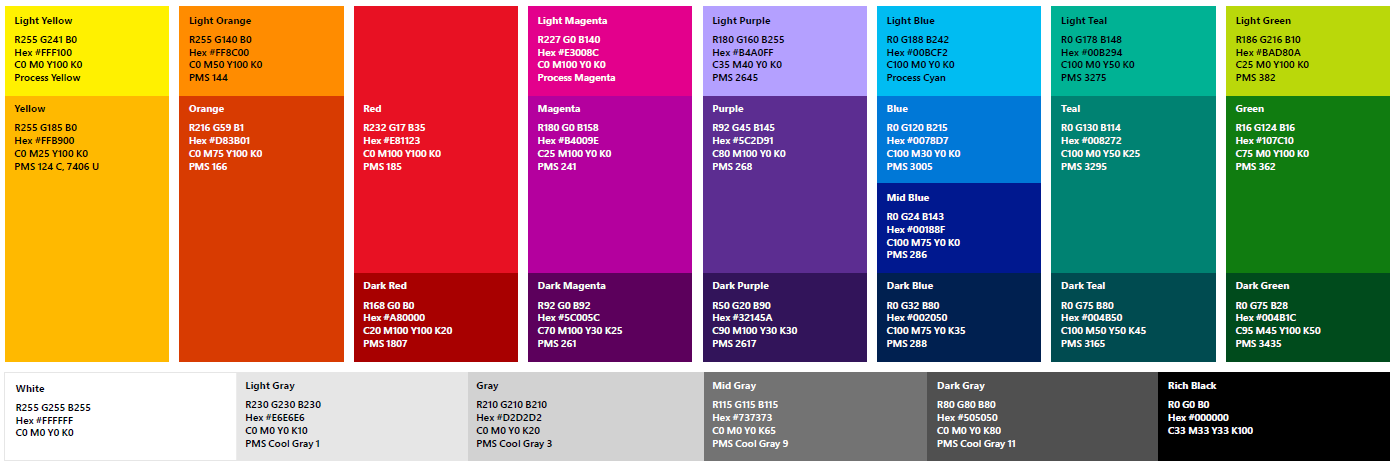 Light Yellow
R255 G241 B0
Hex #FFF100
C0 M0 Y100 K0
Process Yellow
Light Orange
R255 G140 B0
Hex #FF8C00
C0 M50 Y100 K0
PMS 144
Light Magenta
R227 G0 B140
Hex #E3008C
C0 M100 Y0 K0
Process Magenta
Light Purple
R180 G160 B255
Hex #B4A0FF
C35 M40 Y0 K0
PMS 2645
Light Blue
R0 G188 B242
Hex #00BCF2
C100 M0 Y0 K0
Process Cyan
Light Teal
R0 G178 B148
Hex #00B294
C100 M0 Y50 K0
PMS 3275
Light Green
R186 G216 B10
Hex #BAD80A
C25 M0 Y100 K0
PMS 382
Yellow
R255 G185 B0
Hex #FFB900
C0 M25 Y100 K0
PMS 124 C, 7406 U
Orange
R216 G59 B1
Hex #D83B01
C0 M75 Y100 K0
PMS 166
Red
R232 G17 B35
Hex #E81123
C0 M100 Y100 K0
PMS 185
Magenta
R180 G0 B158
Hex #B4009E
C25 M100 Y0 K0
PMS 241
Purple
R92 G45 B145
Hex #5C2D91
C80 M100 Y0 K0
PMS 268
Blue
R0 G120 B215
Hex #0078D7
C100 M30 Y0 K0
PMS 3005
Teal
R0 G130 B114
Hex #008272
C100 M0 Y50 K25
PMS 3295
Green
R16 G124 B16
Hex #107C10
C75 M0 Y100 K0
PMS 362
Mid Blue
R0 G24 B143
Hex #00188F
C100 M75 Y0 K0
PMS 286
Dark Red
R168 G0 B0
Hex #A80000
C20 M100 Y100 K20
PMS 1807
Dark Magenta
R92 G0 B92
Hex #5C005C
C70 M100 Y30 K25
PMS 261
Dark Purple
R50 G20 B90
Hex #32145A
C90 M100 Y30 K30
PMS 2617
Dark Blue
R0 G32 B80
Hex #002050
C100 M75 Y0 K35
PMS 288
Dark Teal
R0 G75 B80
Hex #004B50
C100 M50 Y50 K45
PMS 3165
Dark Green
R0 G75 B28
Hex #004B1C
C95 M45 Y100 K50
PMS 3435
White
R255 G255 B255
Hex #FFFFFF
C0 M0 Y0 K0
Light Gray
R230 G230 B230
Hex #E6E6E6
C0 M0 Y0 K10
PMS Cool Gray 1
Gray
R210 G210 B210
Hex #D2D2D2
C0 M0 Y0 K20
PMS Cool Gray 3
Mid Gray
R115 G115 B115
Hex #737373
C0 M0 Y0 K65
PMS Cool Gray 9
Dark Gray
R80 G80 B80
Hex #505050
C0 M0 Y0 K80
PMS Cool Gray 11
Rich Black
R0 G0 B0
Hex #000000
C33 M33 Y33 K100